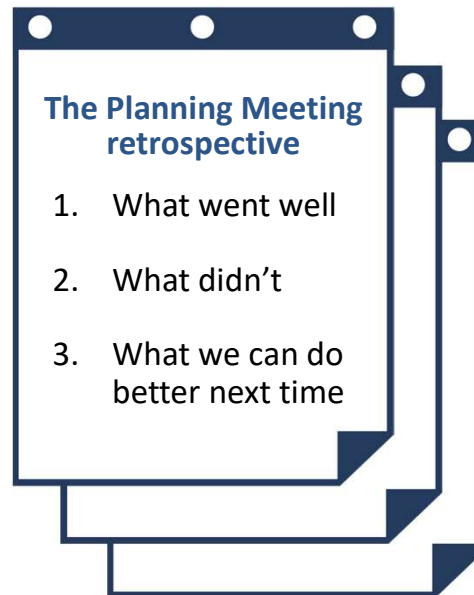 The Planning Meeting
retrospective
1. What went well
2. What didn’t
3. What we can do
better next time